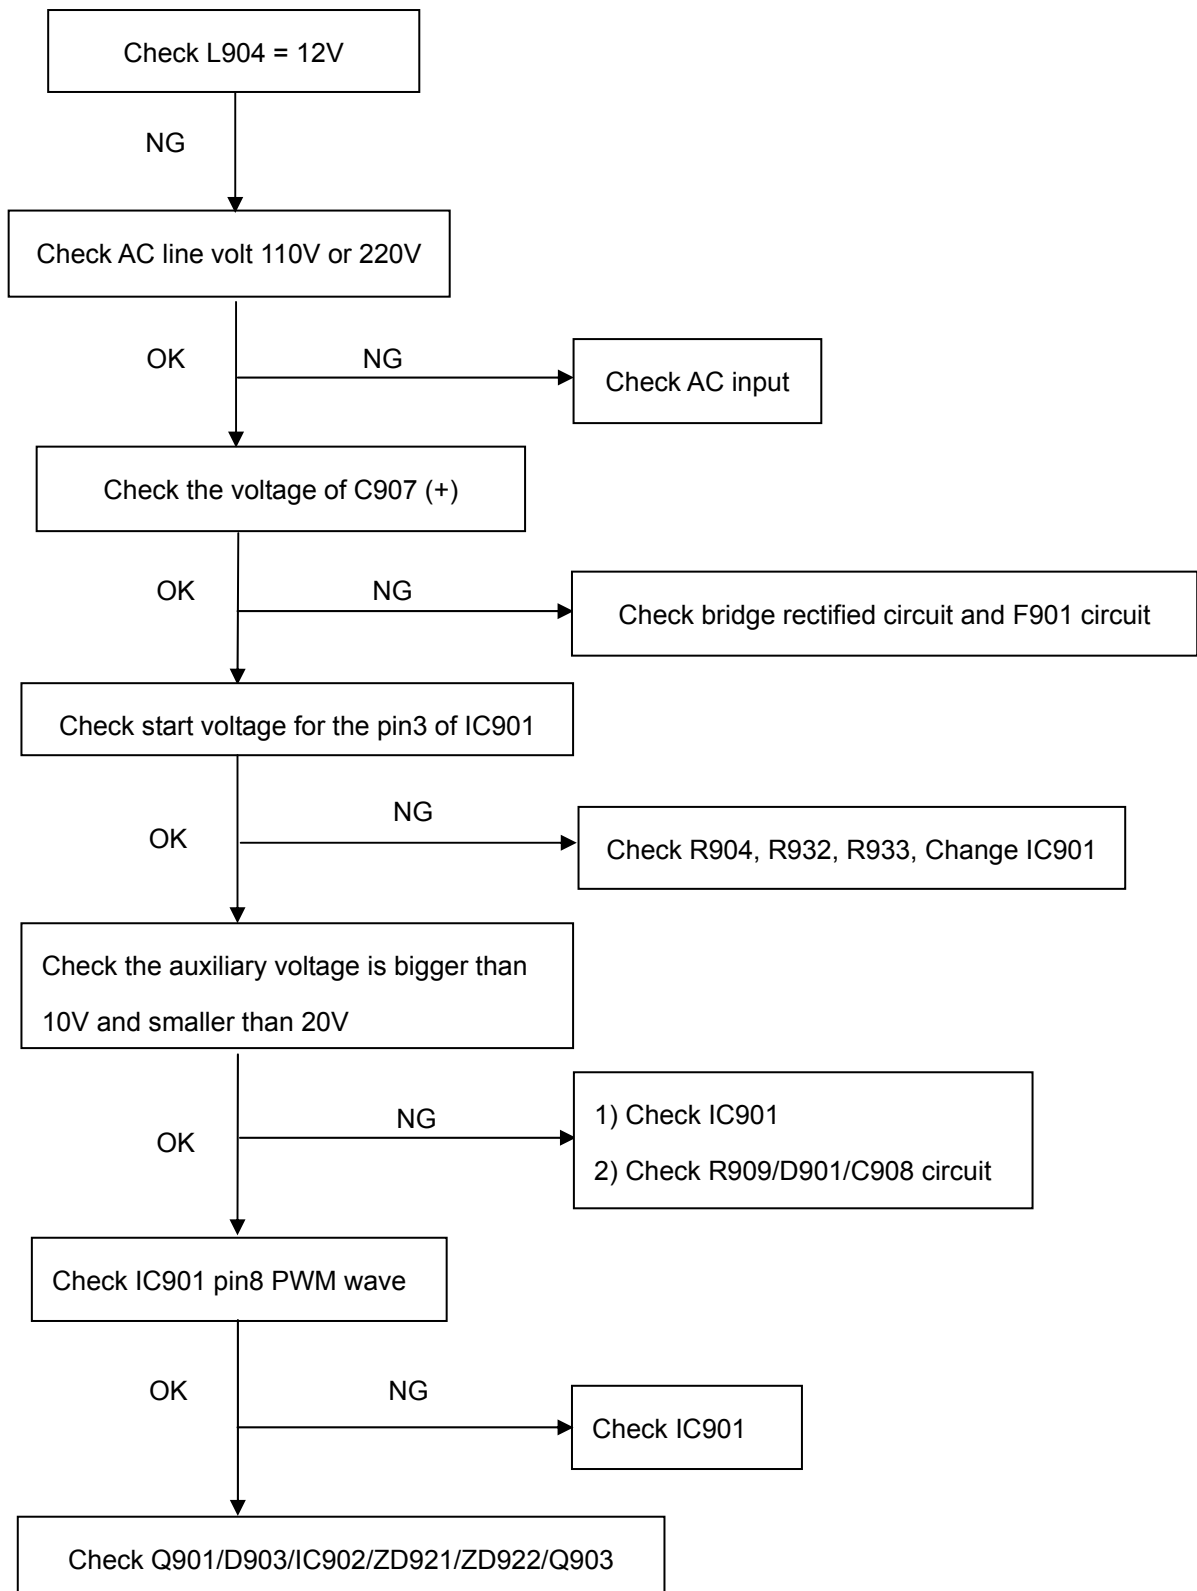 Check L904 = 12V
NG
Check AC line volt 110V or 220V
OK
NG
Check AC input
Check the voltage of C907 (+)
OK
NG
Check bridge rectified circuit and F901 circuit
Check start voltage for the pin3 of IC901
OK
NG
Check R904, R932, R933, Change IC901
Check the auxiliary voltage is bigger than
10V and smaller than 20V
OK
NG
1) Check IC901
2) Check R909/D901/C908 circuit
Check IC901 pin8 PWM wave
OK
NG
Check IC901
Check Q901/D903/IC902/ZD921/ZD922/Q903